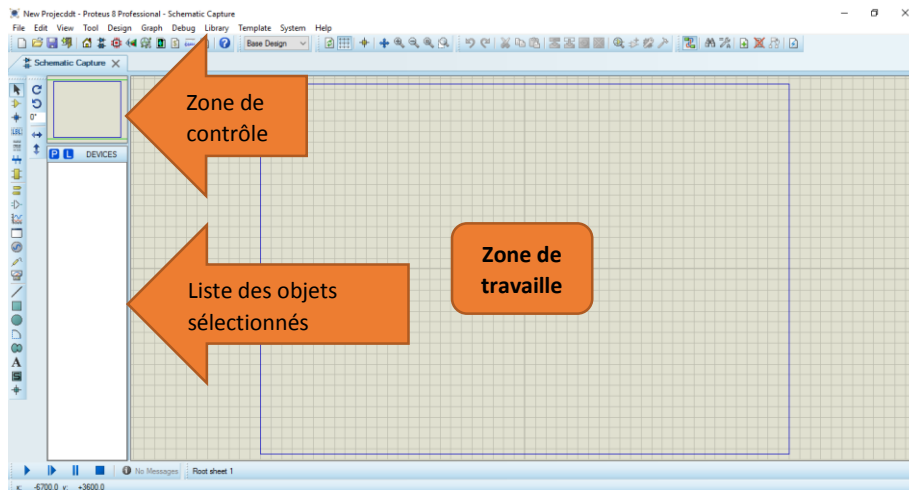 New Projecddt - Proteus 8 Professional - Schematic Capture
File Edit View Tool Design Graph Debug Library Template System Help
Base Design
Schematic Capture
Zone de
contrôle
0°
LBL
P L DEVICES
Zone de
travaille
Liste des objets
sélectionnés
A
No Messages Root sheet 1
x: -6700.0 y: +3600.0